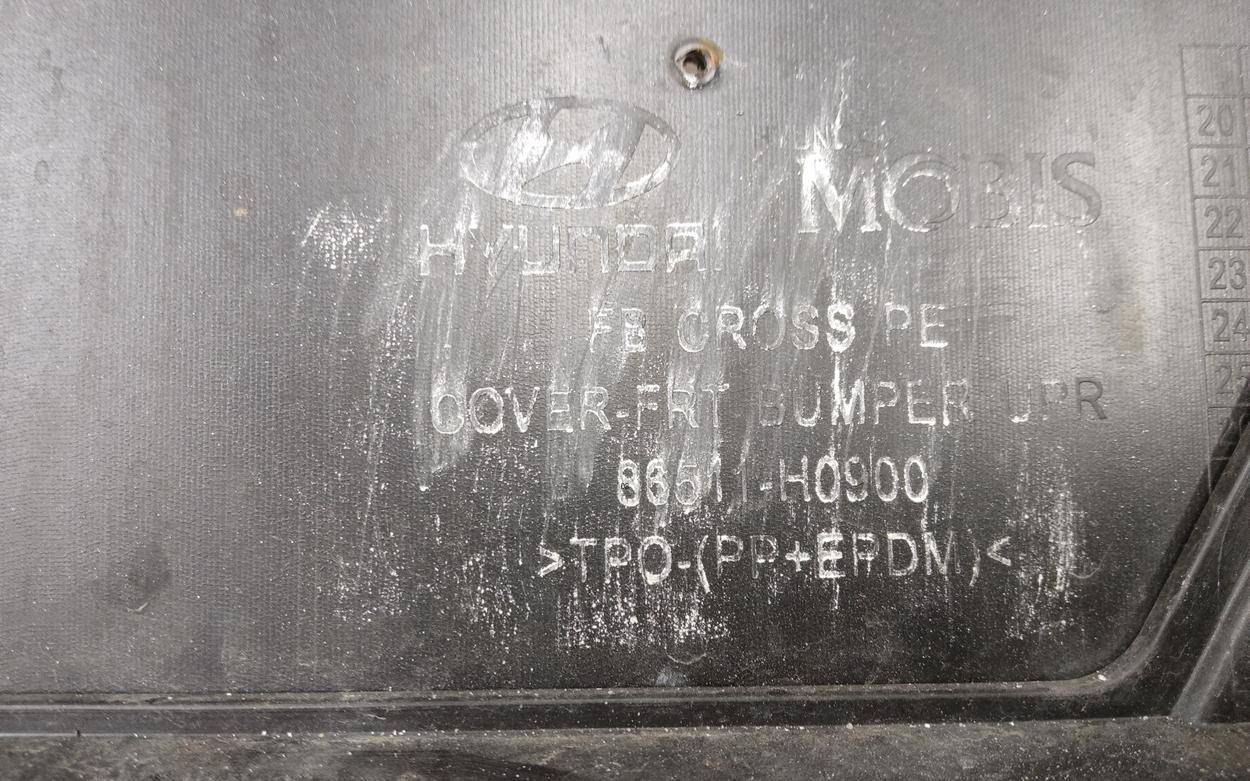 HYUNDAI
MOBIS
FB CROSS PE
COVER-FRT BUMPER UPR
86511-H0900
>TPO-(PP+EPDM)<
20
21
22
23
24